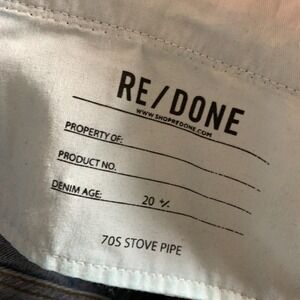 RE/DONE
WWW.SHOPREDONE.COM
PROPERTY OF:
PRODUCT NO.
DENIM AGE: 20 +/-
70S STOVE PIPE